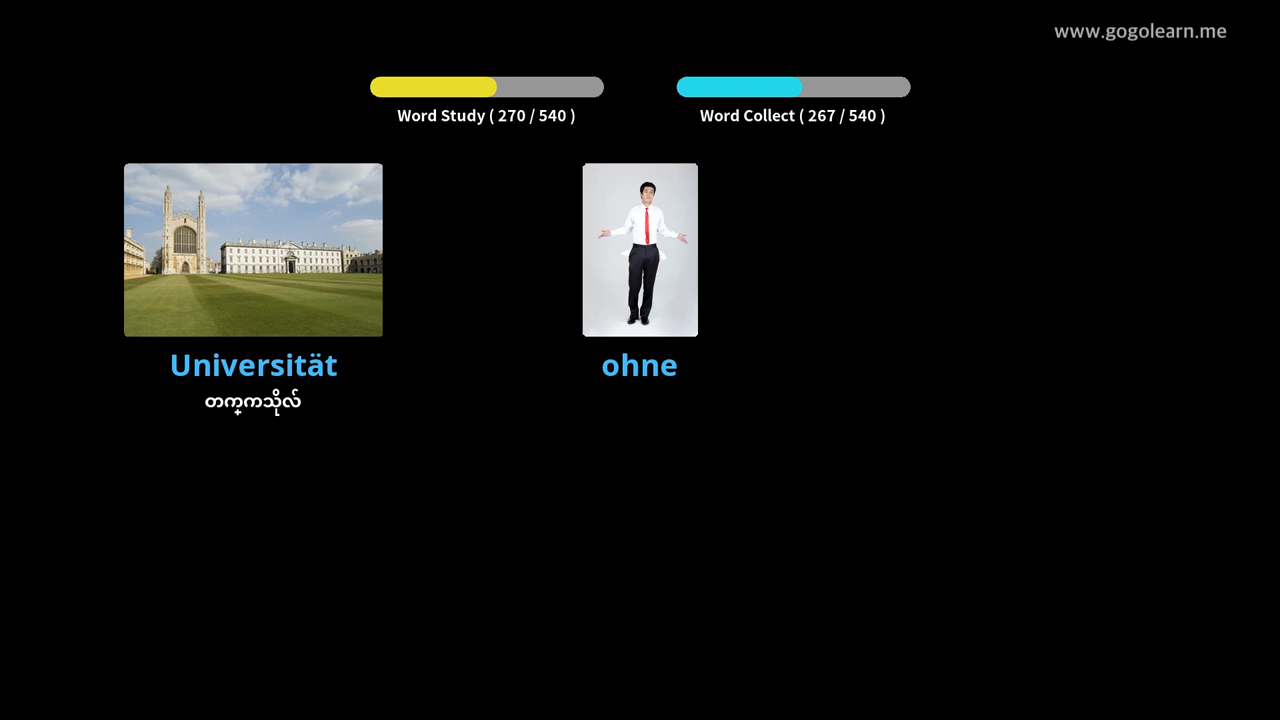 www.gogolearn.me
Word Study ( 270 / 540 )
Word Collect ( 267 / 540 )
Universität
ohne
တက္ကသိုလ်